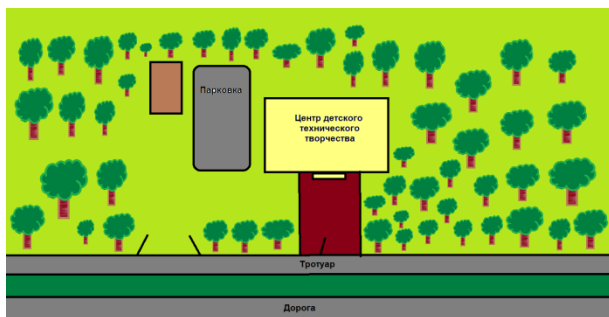 Парковка
Центр детского
технического
творчества
Тротуар
Дорога